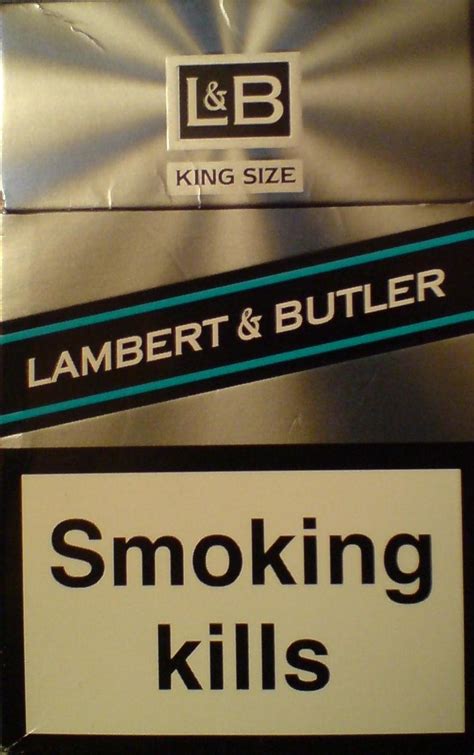 L&B
KING SIZE
LAMBERT & BUTLER
Smoking
kills